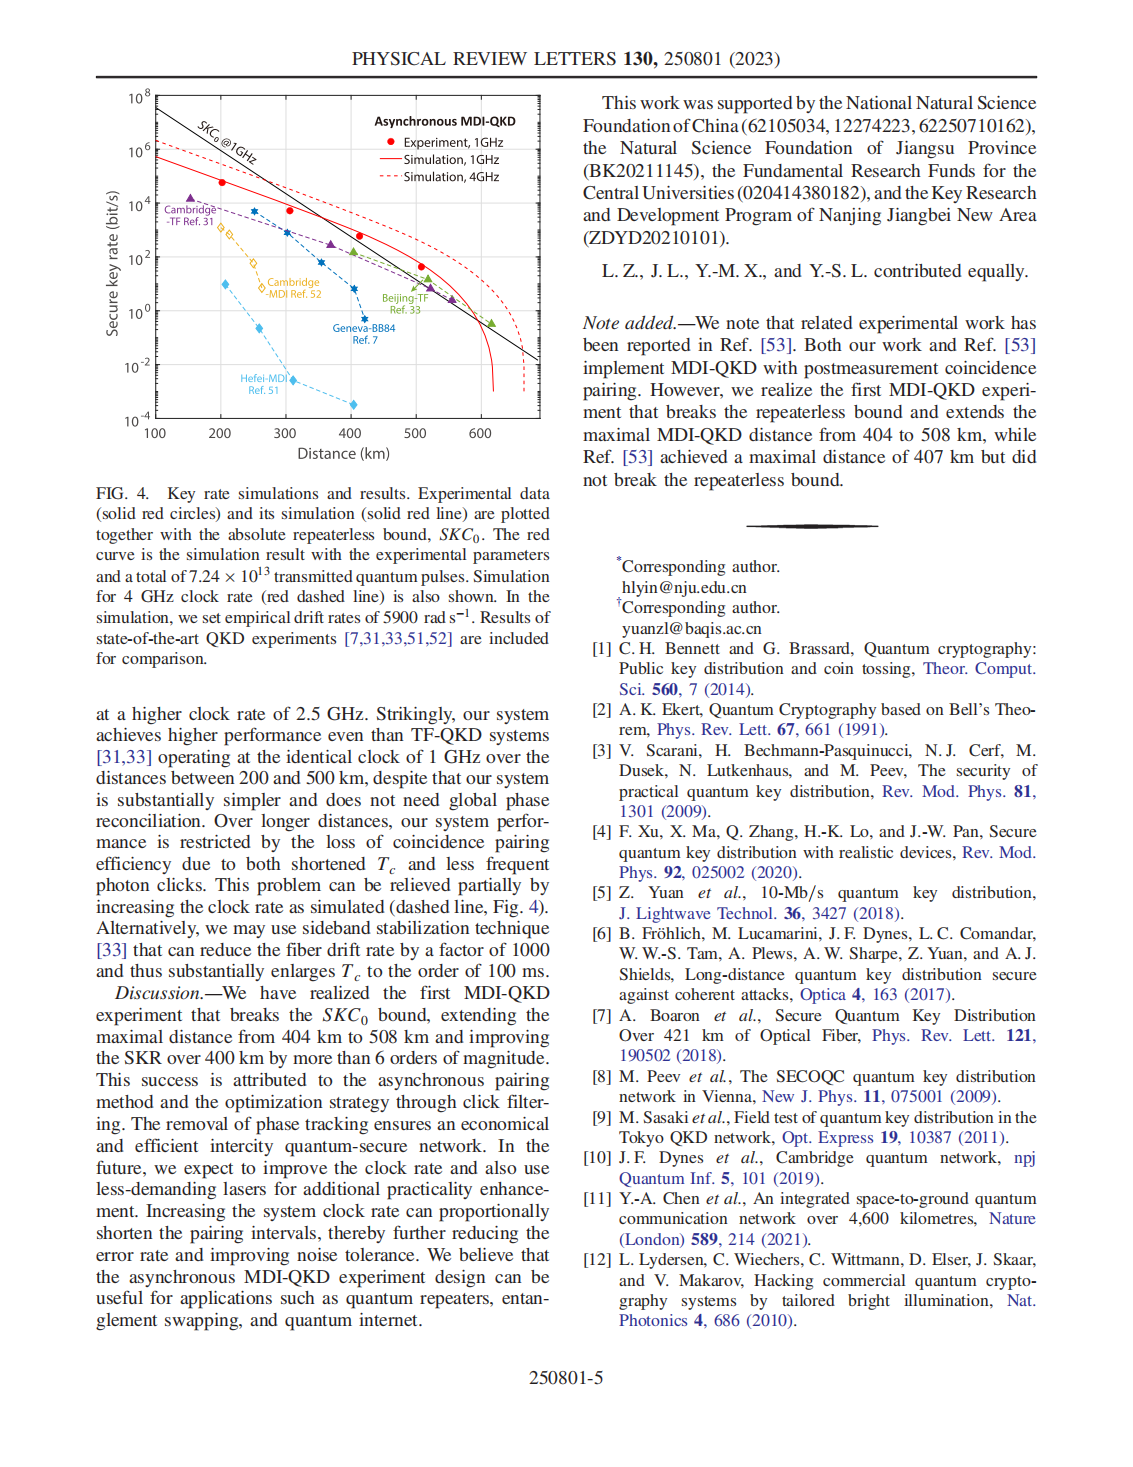 PHYSICAL REVIEW LETTERS 130, 250801 (2023)
10^8
10^6
10^4
10^2
10^0
10^-2
10^-4
Secure key rate (bit/s)
100 200 300 400 500 600
Distance (km)
SKC0 @1GHz
Asynchronous MDI-QKD
Experiment, 1GHz
Simulation, 1GHz
Simulation, 4GHz
Cambridge
-TF Ref. 31
Cambridge
-MDI Ref. 52
Beijing-TF
Ref. 33
Geneva-BB84
Ref. 7
Hefei-MDI
Ref. 51
FIG. 4. Key rate simulations and results. Experimental data
(solid red circles) and its simulation (solid red line) are plotted
together with the absolute repeaterless bound, SKC0. The red
curve is the simulation result with the experimental parameters
and a total of 7.24 × 10^13 transmitted quantum pulses. Simulation
for 4 GHz clock rate (red dashed line) is also shown. In the
simulation, we set empirical drift rates of 5900 rad s^−1. Results of
state-of-the-art QKD experiments [7,31,33,51,52] are included
for comparison.
at a higher clock rate of 2.5 GHz. Strikingly, our system
achieves higher performance even than TF-QKD systems
[31,33] operating at the identical clock of 1 GHz over the
distances between 200 and 500 km, despite that our system
is substantially simpler and does not need global phase
reconciliation. Over longer distances, our system perfor-
mance is restricted by the loss of coincidence pairing
efficiency due to both shortened Tc and less frequent
photon clicks. This problem can be relieved partially by
increasing the clock rate as simulated (dashed line, Fig. 4).
Alternatively, we may use sideband stabilization technique
[33] that can reduce the fiber drift rate by a factor of 1000
and thus substantially enlarges Tc to the order of 100 ms.
Discussion.—We have realized the first MDI-QKD
experiment that breaks the SKC0 bound, extending the
maximal distance from 404 km to 508 km and improving
the SKR over 400 km by more than 6 orders of magnitude.
This success is attributed to the asynchronous pairing
method and the optimization strategy through click filter-
ing. The removal of phase tracking ensures an economical
and efficient intercity quantum-secure network. In the
future, we expect to improve the clock rate and also use
less-demanding lasers for additional practicality enhance-
ment. Increasing the system clock rate can proportionally
shorten the pairing intervals, thereby further reducing the
error rate and improving noise tolerance. We believe that
the asynchronous MDI-QKD experiment design can be
useful for applications such as quantum repeaters, entan-
glement swapping, and quantum internet.
This work was supported by the National Natural Science
Foundation of China (62105034, 12274223, 62250710162),
the Natural Science Foundation of Jiangsu Province
(BK20211145), the Fundamental Research Funds for the
Central Universities (020414380182), and the Key Research
and Development Program of Nanjing Jiangbei New Area
(ZDYD20210101).
L. Z., J. L., Y.-M. X., and Y.-S. L. contributed equally.
Note added.—We note that related experimental work has
been reported in Ref. [53]. Both our work and Ref. [53]
implement MDI-QKD with postmeasurement coincidence
pairing. However, we realize the first MDI-QKD experi-
ment that breaks the repeaterless bound and extends the
maximal MDI-QKD distance from 404 to 508 km, while
Ref. [53] achieved a maximal distance of 407 km but did
not break the repeaterless bound.
*Corresponding author.
hlyin@nju.edu.cn
†Corresponding author.
yuanzl@baqis.ac.cn
[1] C. H. Bennett and G. Brassard, Quantum cryptography:
Public key distribution and coin tossing, Theor. Comput.
Sci. 560, 7 (2014).
[2] A. K. Ekert, Quantum Cryptography based on Bell's Theo-
rem, Phys. Rev. Lett. 67, 661 (1991).
[3] V. Scarani, H. Bechmann-Pasquinucci, N. J. Cerf, M.
Dusek, N. Lutkenhaus, and M. Peev, The security of
practical quantum key distribution, Rev. Mod. Phys. 81,
1301 (2009).
[4] F. Xu, X. Ma, Q. Zhang, H.-K. Lo, and J.-W. Pan, Secure
quantum key distribution with realistic devices, Rev. Mod.
Phys. 92, 025002 (2020).
[5] Z. Yuan et al., 10-Mb/s quantum key distribution,
J. Lightwave Technol. 36, 3427 (2018).
[6] B. Fröhlich, M. Lucamarini, J. F. Dynes, L. C. Comandar,
W. W.-S. Tam, A. Plews, A. W. Sharpe, Z. Yuan, and A. J.
Shields, Long-distance quantum key distribution secure
against coherent attacks, Optica 4, 163 (2017).
[7] A. Boaron et al., Secure Quantum Key Distribution
Over 421 km of Optical Fiber, Phys. Rev. Lett. 121,
190502 (2018).
[8] M. Peev et al., The SECOQC quantum key distribution
network in Vienna, New J. Phys. 11, 075001 (2009).
[9] M. Sasaki et al., Field test of quantum key distribution in the
Tokyo QKD network, Opt. Express 19, 10387 (2011).
[10] J. F. Dynes et al., Cambridge quantum network, npj
Quantum Inf. 5, 101 (2019).
[11] Y.-A. Chen et al., An integrated space-to-ground quantum
communication network over 4,600 kilometres, Nature
(London) 589, 214 (2021).
[12] L. Lydersen, C. Wiechers, C. Wittmann, D. Elser, J. Skaar,
and V. Makarov, Hacking commercial quantum crypto-
graphy systems by tailored bright illumination, Nat.
Photonics 4, 686 (2010).
250801-5